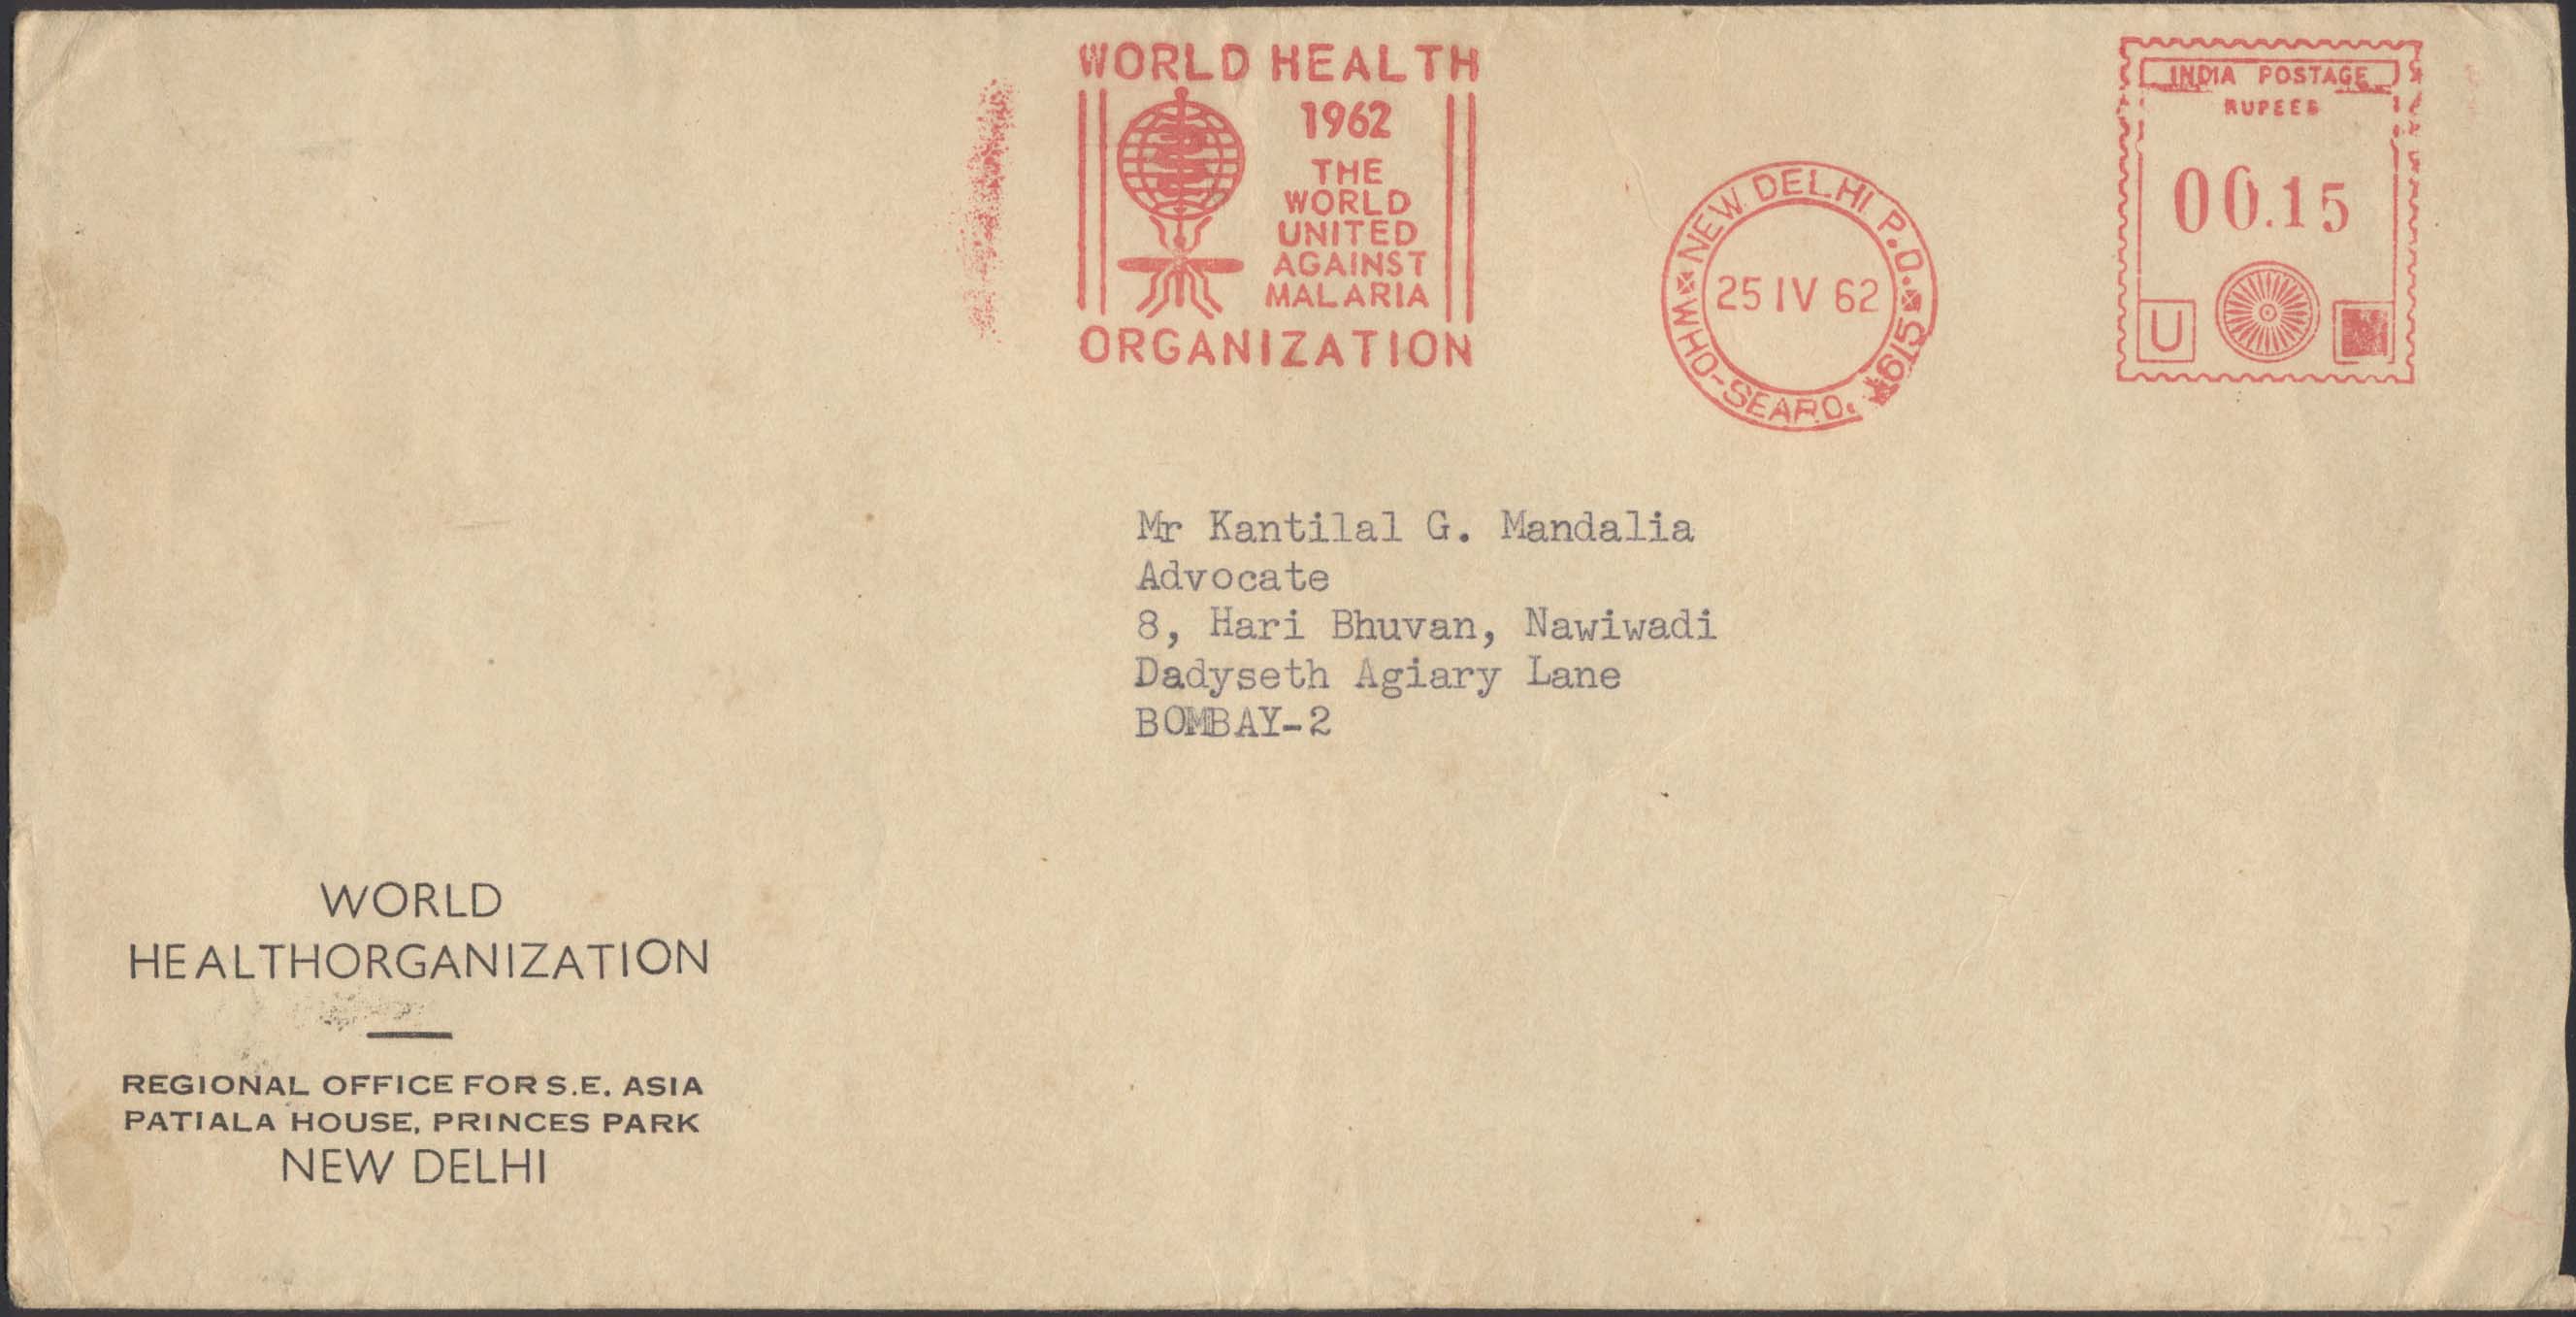 WORLD HEALTH
1962
THE
WORLD
UNITED
AGAINST
MALARIA
ORGANIZATION
NEW DELHI P.O.
25 IV 62
WHO-SEARO.
615
INDIA POSTAGE
RUPEES
00.15
U
Mr Kantilal G. Mandalia
Advocate
8, Hari Bhuvan, Nawiwadi
Dadyseth Agiary Lane
BOMBAY-2
WORLD
HEALTHORGANIZATION
REGIONAL OFFICE FOR S.E. ASIA
PATIALA HOUSE, PRINCES PARK
NEW DELHI